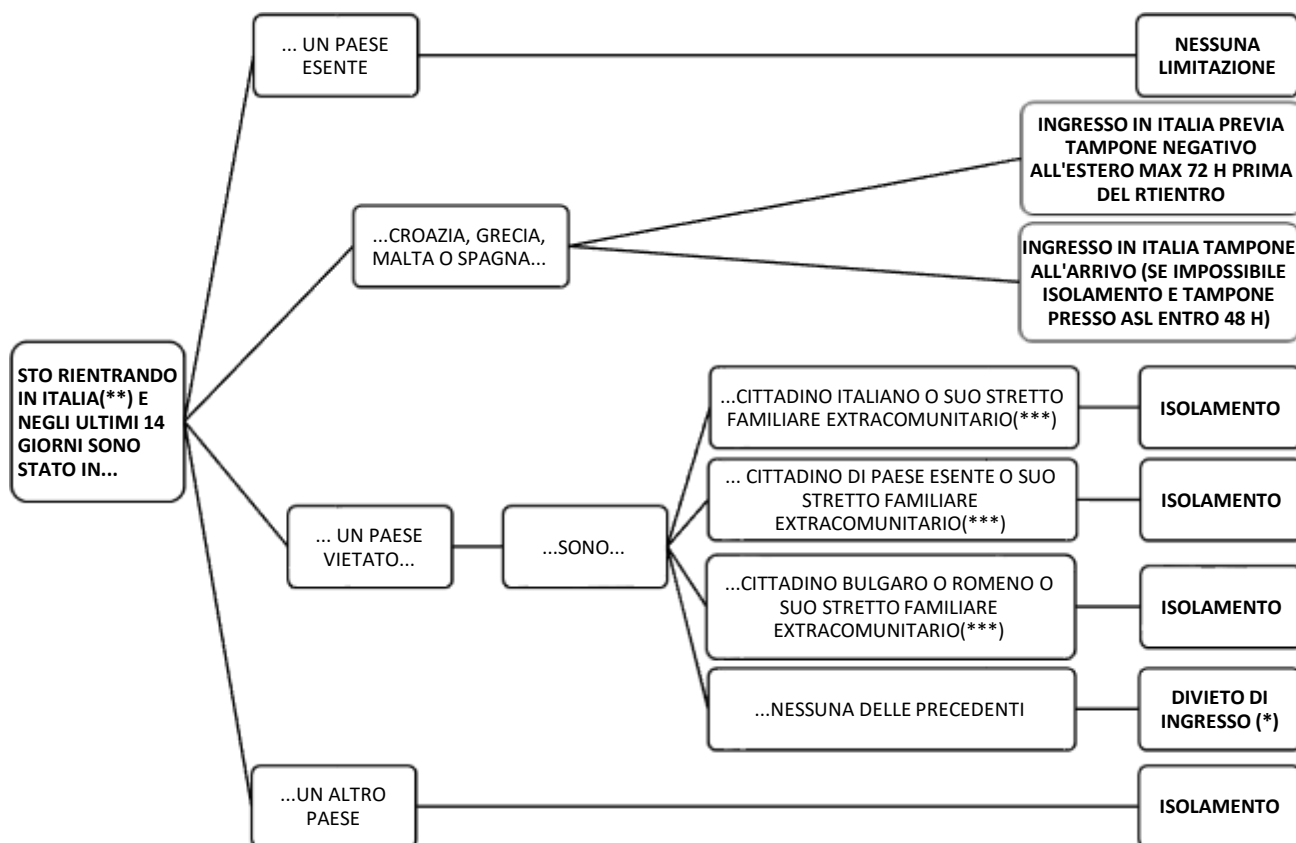 ... UN PAESE
ESENTE
NESSUNA
LIMITAZIONE
INGRESSO IN ITALIA PREVIA
TAMPONE NEGATIVO
ALL'ESTERO MAX 72 H PRIMA
DEL RTIENTRO
...CROAZIA, GRECIA,
MALTA O SPAGNA...
INGRESSO IN ITALIA TAMPONE
ALL'ARRIVO (SE IMPOSSIBILE
ISOLAMENTO E TAMPONE
PRESSO ASL ENTRO 48 H)
STO RIENTRANDO
IN ITALIA(**) E
NEGLI ULTIMI 14
GIORNI SONO
STATO IN...
...CITTADINO ITALIANO O SUO STRETTO
FAMILIARE EXTRACOMUNITARIO(***)
ISOLAMENTO
... CITTADINO DI PAESE ESENTE O SUO
STRETTO FAMILIARE
EXTRACOMUNITARIO(***)
ISOLAMENTO
... UN PAESE
VIETATO...
...SONO...
...CITTADINO BULGARO O ROMENO O
SUO STRETTO FAMILIARE
EXTRACOMUNITARIO(***)
ISOLAMENTO
...NESSUNA DELLE PRECEDENTI
DIVIETO DI
INGRESSO (*)
...UN ALTRO
PAESE
ISOLAMENTO